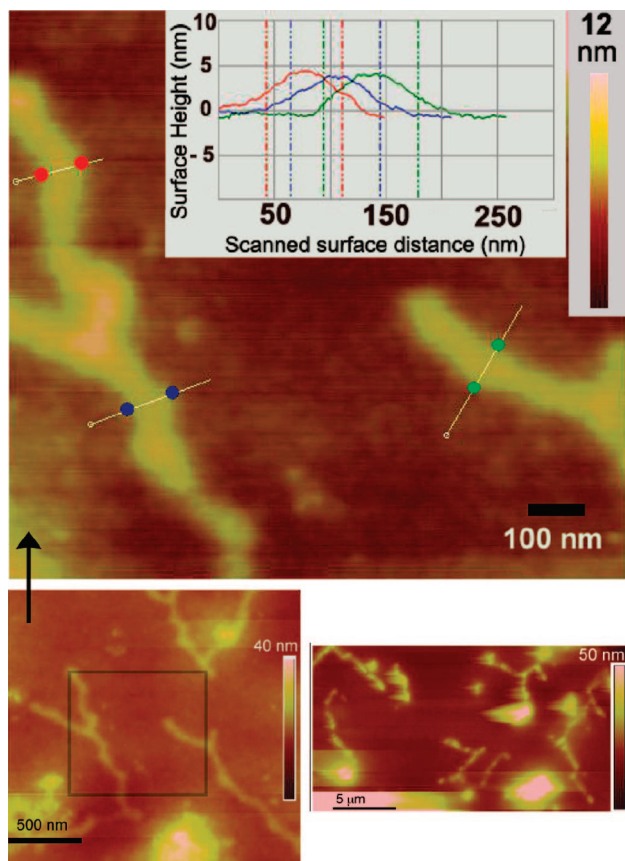 10
5
0
- 5
Surface Height
(nm)
50
150
250
Scanned surface distance (nm)
12
nm
100 nm
40 nm
500 nm
50 nm
5 µm